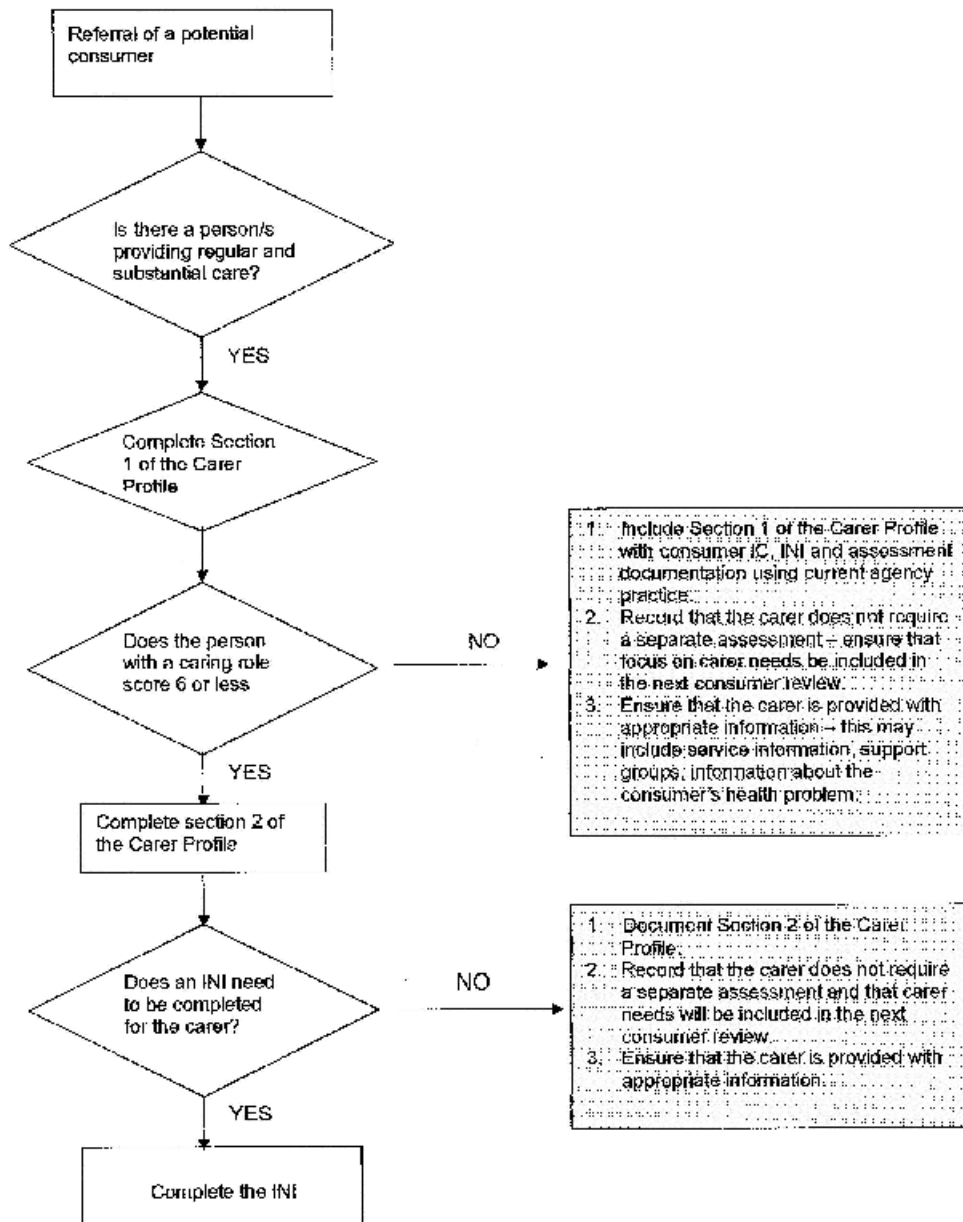 Referral of a potential
consumer
Is there a person/s
providing regular and
substantial care?
YES
Complete Section
1 of the Carer
Profile
Does the person
with a caring role
score 6 or less
NO
1. Include Section 1 of the Carer Profile
with consumer IC, INI and assessment
documentation using current agency
practice.
2. Record that the carer does not require
a separate assessment – ensure that
focus on carer needs be included in
the next consumer review.
3. Ensure that the carer is provided with
appropriate information – this may
include service information, support
groups, information about the
consumer's health problem.
YES
Complete section 2 of
the Carer Profile
Does an INI need
to be completed
for the carer?
NO
1. Document Section 2 of the Carer
Profile.
2. Record that the carer does not require
a separate assessment and that carer
needs will be included in the next
consumer review.
3. Ensure that the carer is provided with
appropriate information.
YES
Complete the INI